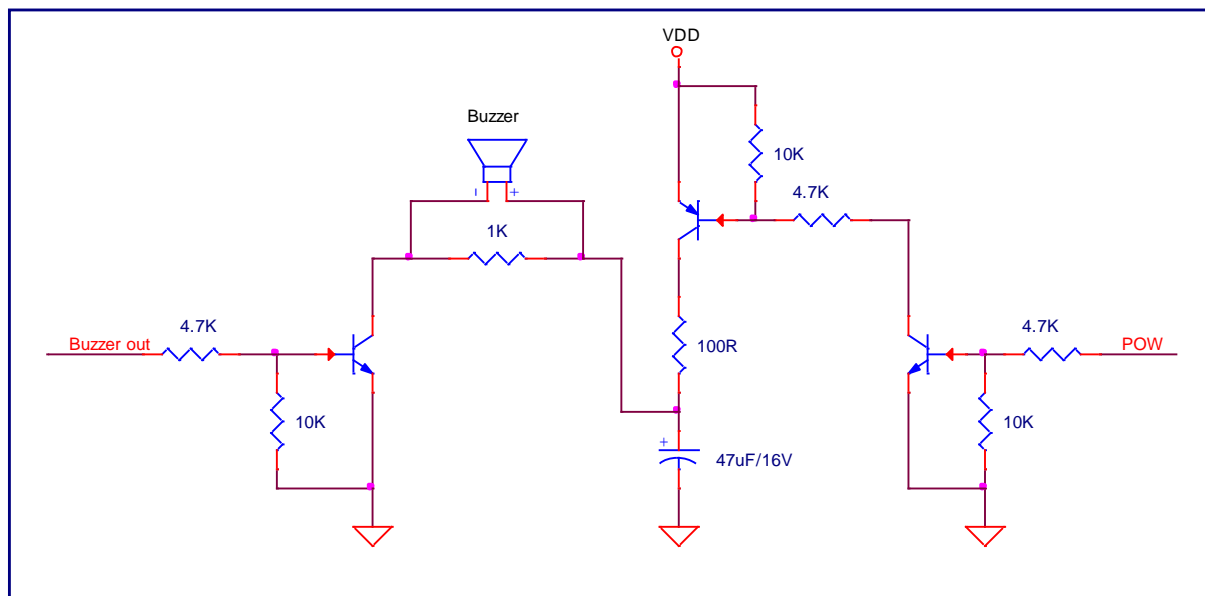 VDD
Buzzer
10K
- +
4.7K
1K
4.7K
Buzzer out
100R
4.7K
POW
10K
+
47uF/16V
10K